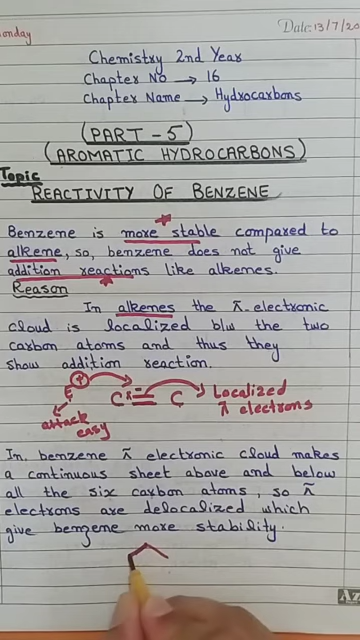 onday
Date: 13/7/20
Chemistry 2nd Year
Chapter No → 16
Chapter Name → Hydrocarbons
(PART - 5)
(AROMATIC HYDROCARBONS)
Topic
REACTIVITY OF BENZENE
Benzene is more stable compared to
alkene, so, benzene does not give
addition reactions like alkenes.
Reason
In alkenes the π-electronic
cloud is localized b/w the two
carbon atoms and thus they
show addition reaction.
E + C = C Localized
π electrons
attack
easy
In benzene π electronic cloud makes
a continuous sheet above and below
all the six carbon atoms, so π
electrons are delocalized which
give benzene more stability.